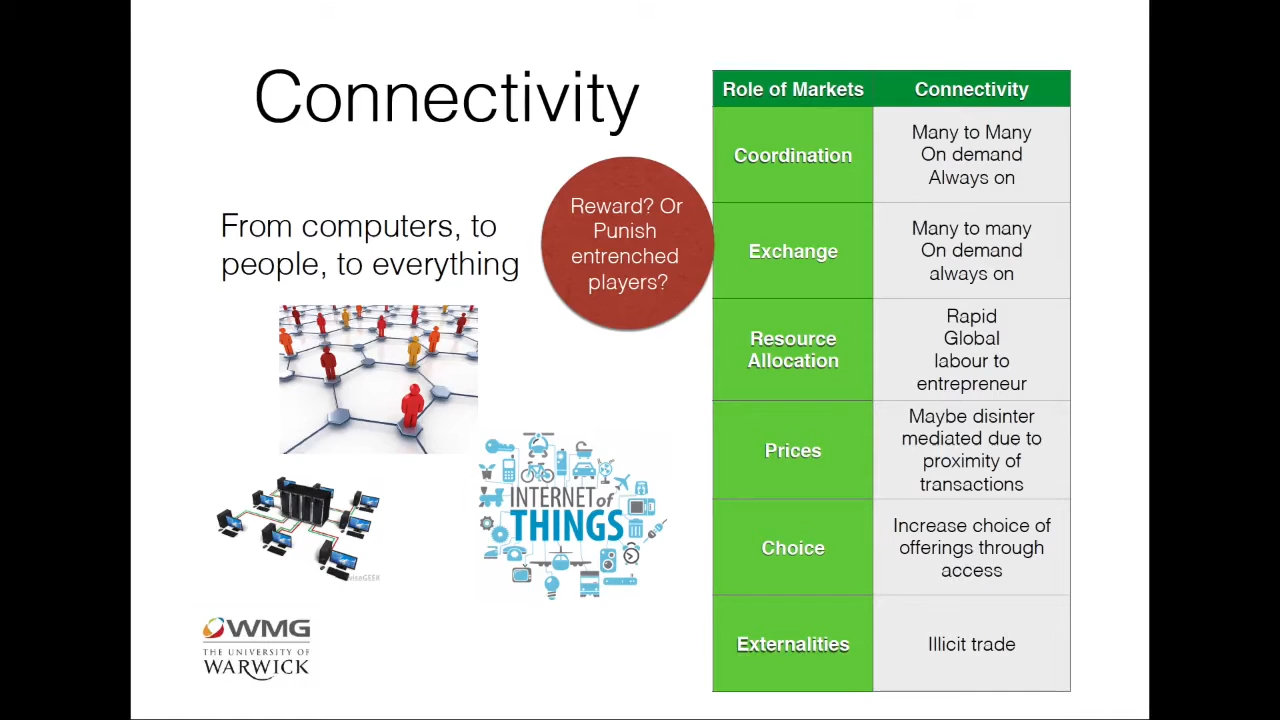 Connectivity
From computers, to
people, to everything
Reward? Or
Punish
entrenched
players?
Role of Markets
Connectivity
Coordination
Many to Many
On demand
Always on
Exchange
Many to many
On demand
always on
Resource
Allocation
Rapid
Global
labour to
entrepreneur
Prices
Maybe disinter
mediated due to
proximity of
transactions
Choice
Increase choice of
offerings through
access
Externalities
Illicit trade
INTERNET of
THINGS
wiseGEEK
WMG
THE UNIVERSITY OF
WARWICK